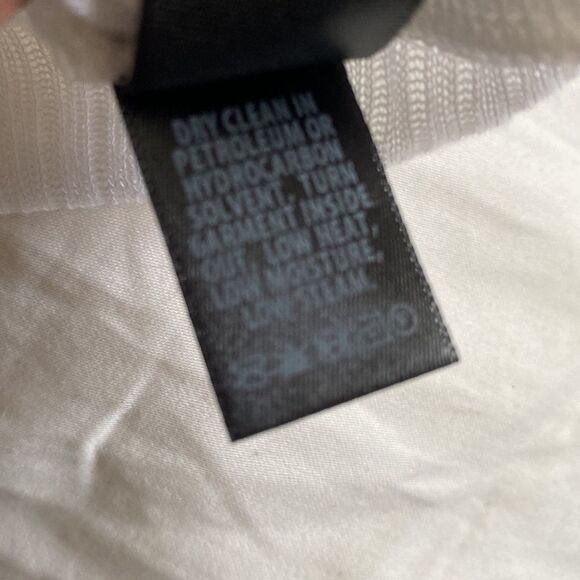 DRY CLEAN IN
PETROLEUM OR
HYDROCARBON
SOLVENT. TURN
GARMENT INSIDE
OUT. LOW HEAT,
LOW MOISTURE,
LOW STEAM.